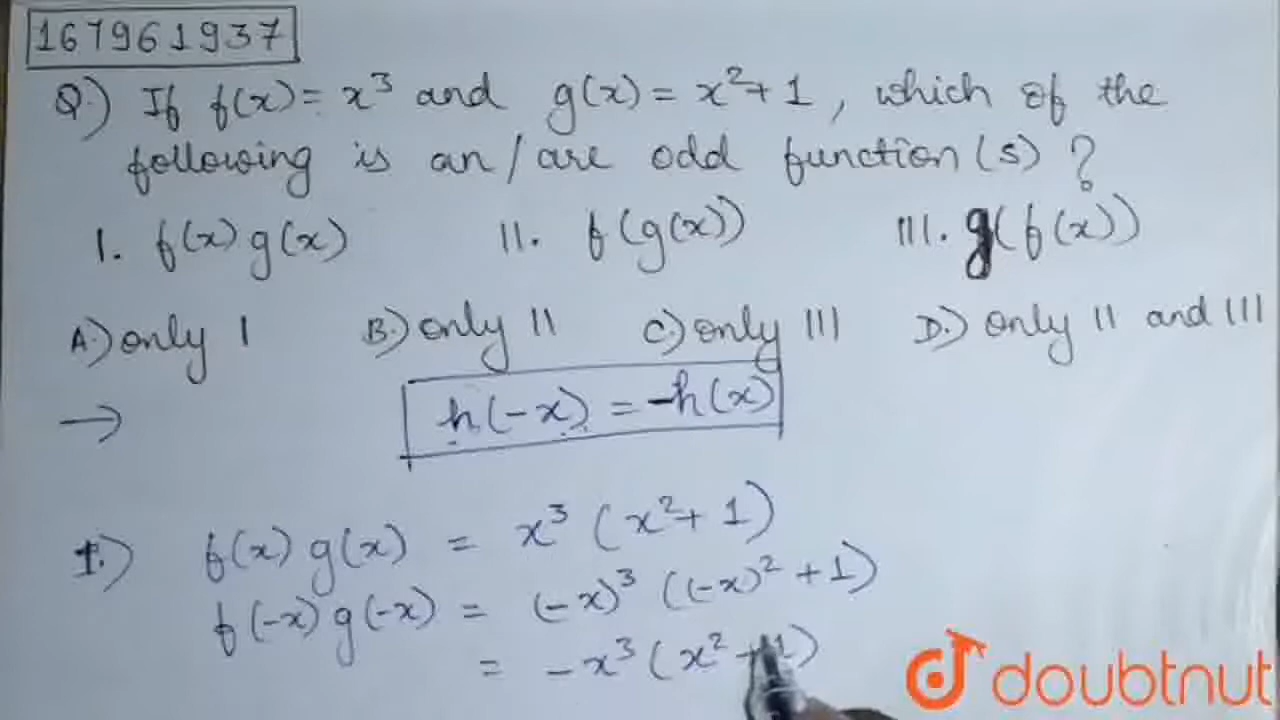 167961937
Q.) If f(x) = x³ and g(x) = x²+1, which of the
following is an/are odd function(s)?
I. f(x) g(x) II. f(g(x)) III. g(f(x))
A.) only I B.) only II C.) only III D.) only II and III
→ h(-x) = -h(x)
I.) f(x) g(x) = x³ (x²+1)
f(-x) g(-x) = (-x)³ ((-x)²+1)
= -x³ (x²+1)
doubtnut